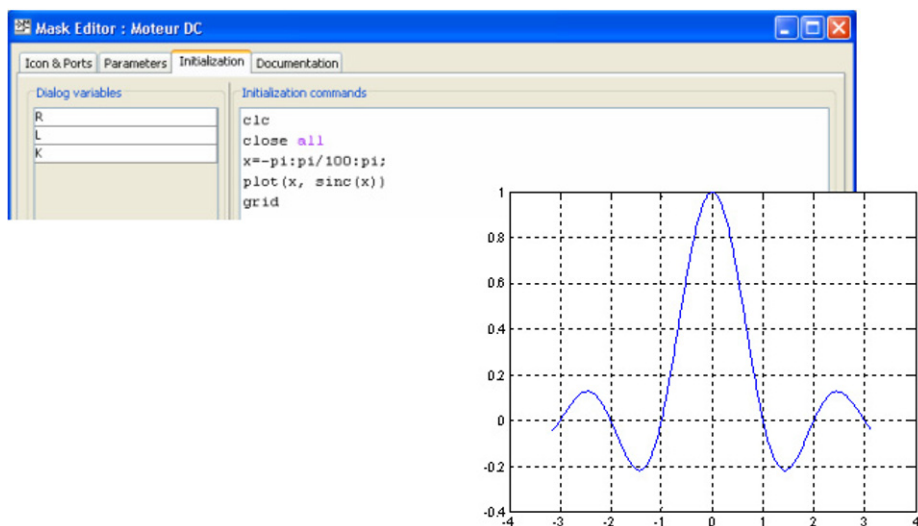 Mask Editor : Moteur DC
Icon & Ports Parameters Initialization Documentation
Dialog variables
R
L
K
Initialization commands
clc
close all
x=-pi:pi/100:pi;
plot(x, sinc(x))
grid
1
0.8
0.6
0.4
0.2
0
-0.2
-0.4
-4 -3 -2 -1 0 1 2 3 4